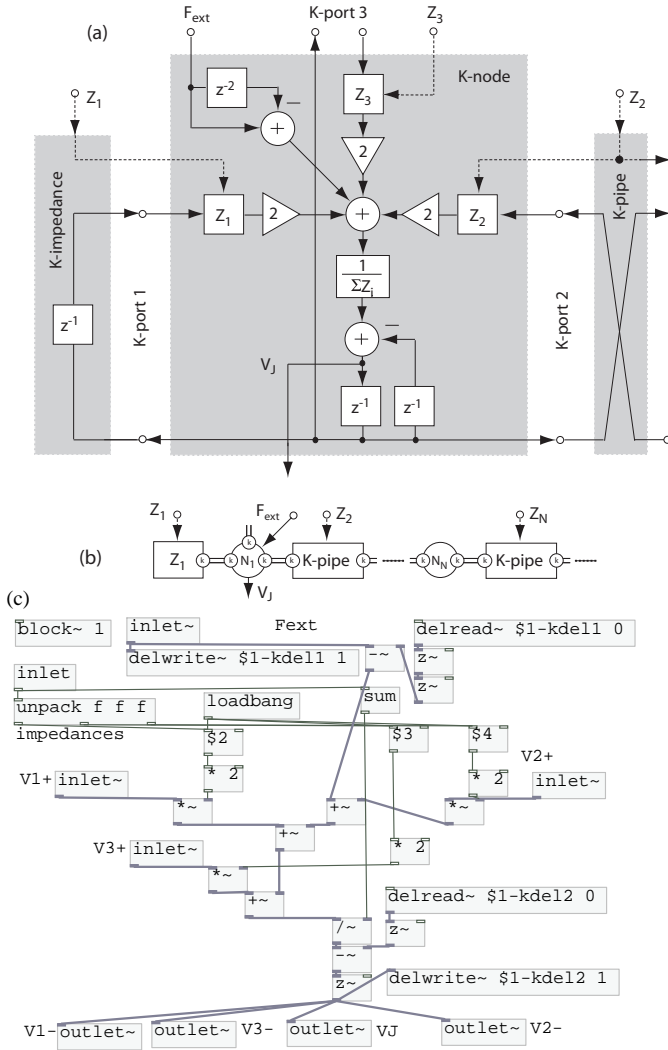 (a)
F_ext
K-port 3
Z_3
K-node
z^-2
−
+
Z_3
2
Z_1
Z_2
K-impedance
K-pipe
Z_1
2
+
2
Z_2
z^-1
K-port 1
K-port 2
1
ΣZ_i
−
+
V_J
z^-1
z^-1
(b)
Z_1
F_ext
Z_2
Z_N
Z_1
k
k
N_1
k
k
K-pipe
k
k
N_N
k
k
K-pipe
k
V_J
(c)
block~ 1
inlet~
Fext
delread~ $1-kdel1 0
delwrite~ $1-kdel1 1
-~
z~
z~
inlet
unpack f f f
loadbang
sum
impedances
$2
$3
$4
* 2
* 2
V1+
inlet~
V2+
inlet~
*~
+~
*~
+~
V3+
inlet~
* 2
*~
+~
delread~ $1-kdel2 0
/~
z~
-~
z~
delwrite~ $1-kdel2 1
V1-
outlet~
outlet~
V3-
outlet~
VJ
outlet~
V2-